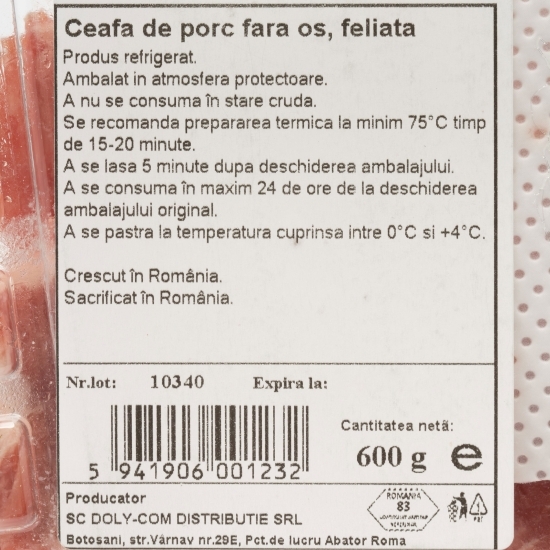 Ceafa de porc fara os, feliata
Produs refrigerat.
Ambalat in atmosfera protectoare.
A nu se consuma în stare cruda.
Se recomanda prepararea termica la minim 75°C timp
de 15-20 minute.
A se lasa 5 minute dupa deschiderea ambalajului.
A se consuma în maxim 24 de ore de la deschiderea
ambalajului original.
A se pastra la temperatura cuprinsa intre 0°C si +4°C.
Crescut în România.
Sacrificat în România.
Nr.lot: 10340 Expira la:
Cantitatea netă:
600 g e
5 941906 001232
Producator
SC DOLY-COM DISTRIBUTIE SRL
Botosani, str.Vârnav nr.29E, Pct.de lucru Abator Roma
ROMANIA
83
PET